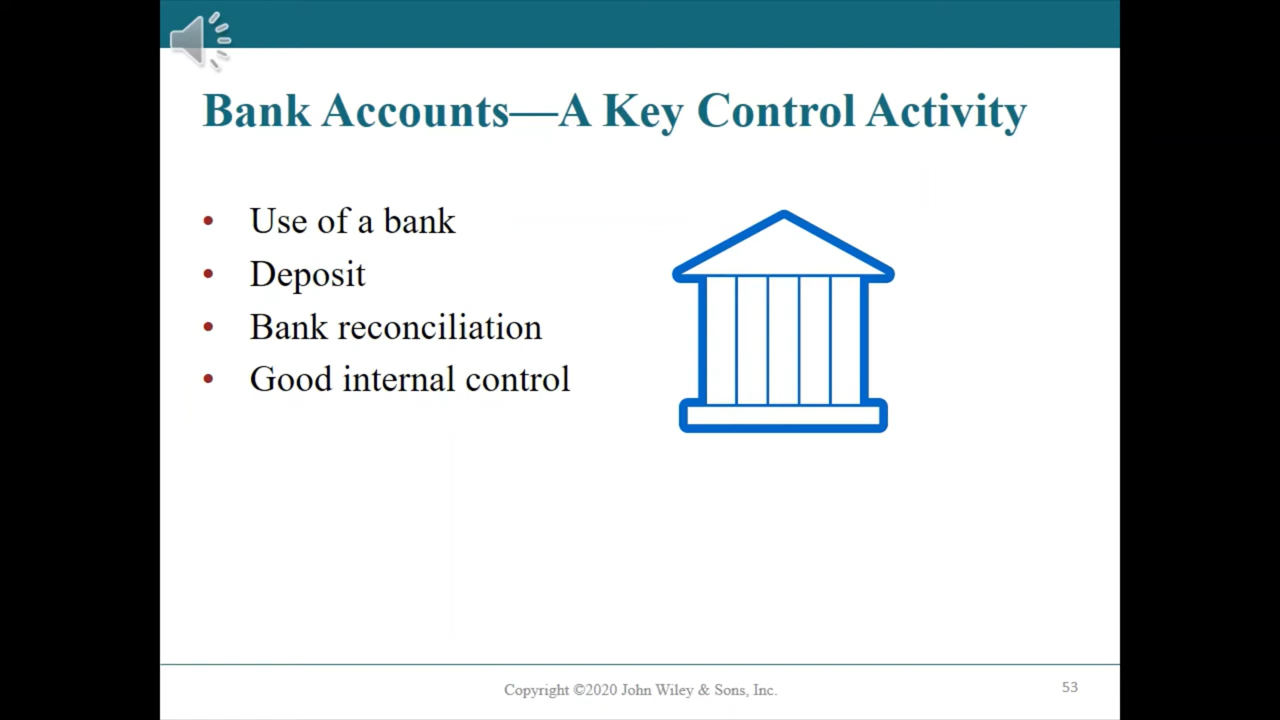 Bank Accounts—A Key Control Activity
• Use of a bank
• Deposit
• Bank reconciliation
• Good internal control
Copyright ©2020 John Wiley & Sons, Inc.
53